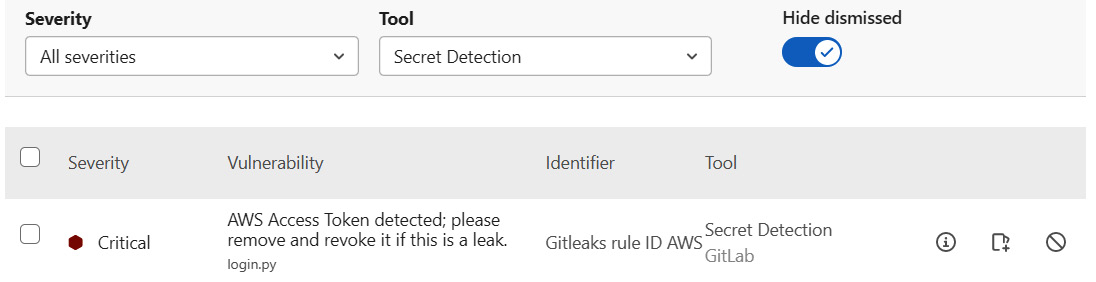 Severity
Tool
Hide dismissed
All severities
Secret Detection
Severity
Vulnerability
Identifier
Tool
Critical
AWS Access Token detected; please
remove and revoke it if this is a leak.
login.py
Gitleaks rule ID AWS
Secret Detection
GitLab